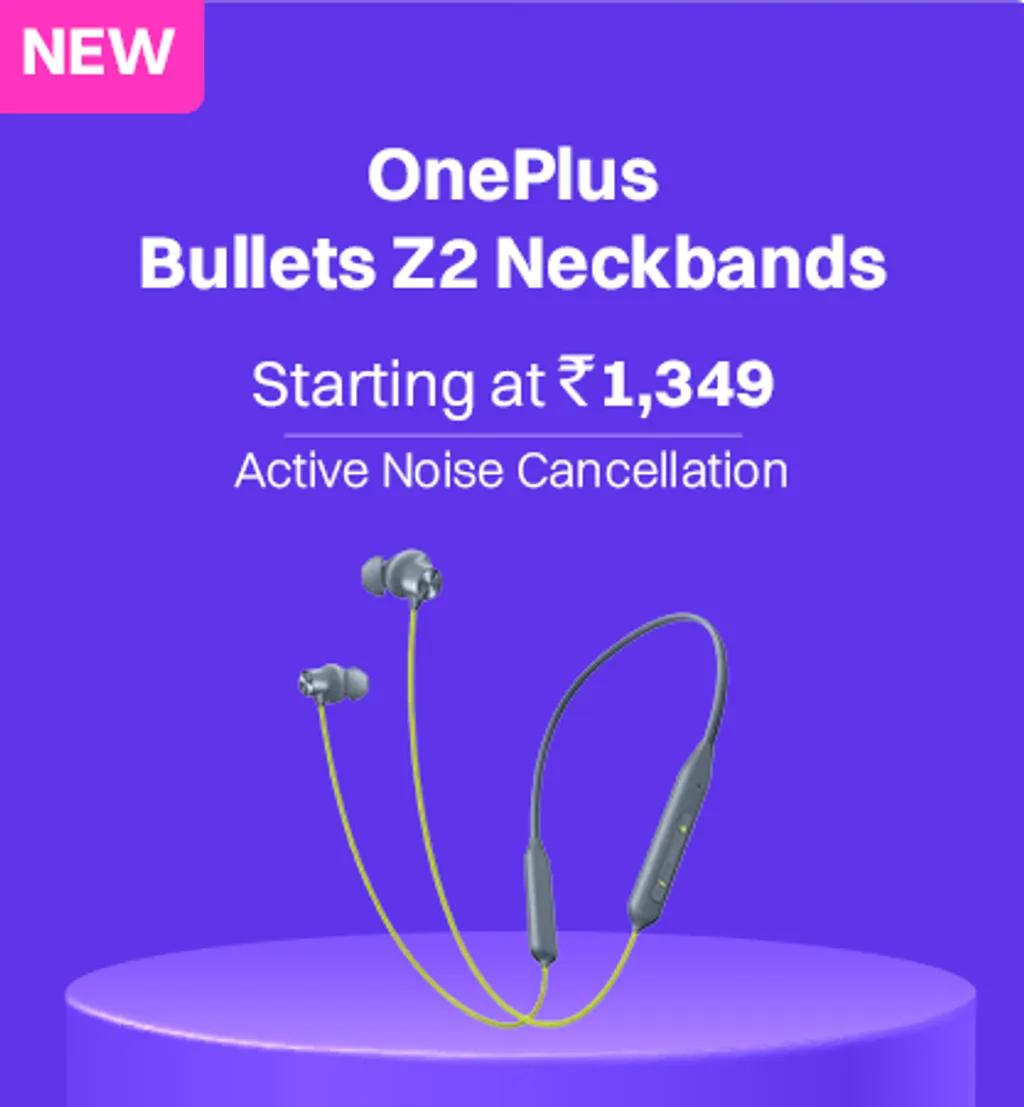 NEW
OnePlus
Bullets Z2 Neckbands
Starting at ₹1,349
Active Noise Cancellation